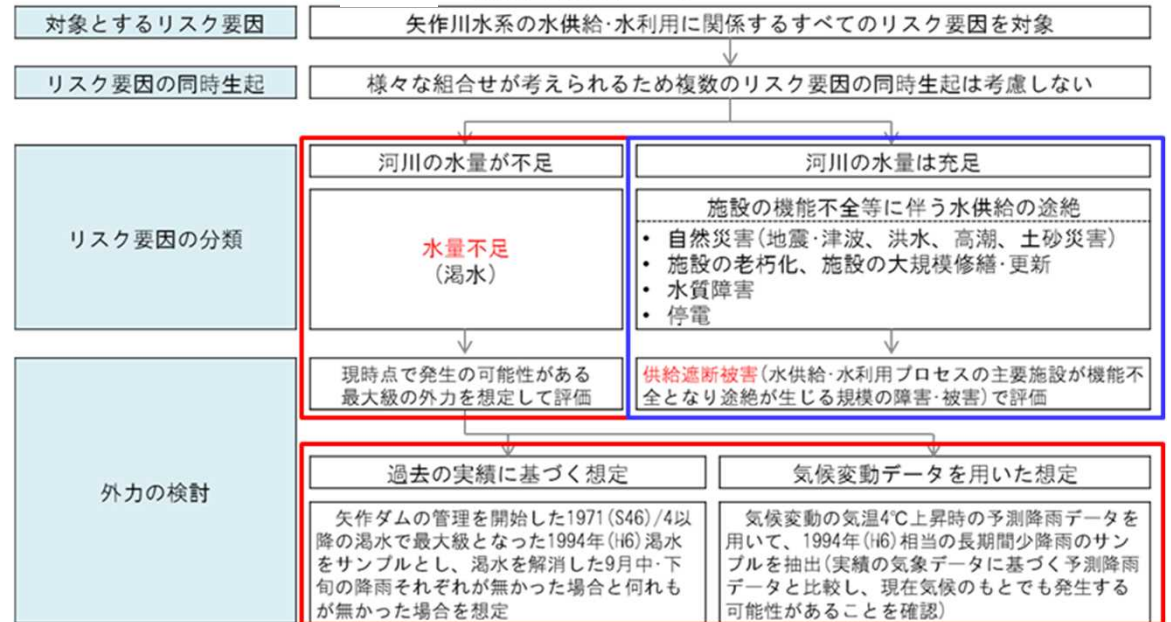 対象とするリスク要因
矢作川水系の水供給･水利用に関係するすべてのリスク要因を対象
リスク要因の同時生起
様々な組合せが考えられるため複数のリスク要因の同時生起は考慮しない
リスク要因の分類
河川の水量が不足
水量不足
(渇水)
河川の水量は充足
施設の機能不全等に伴う水供給の途絶
• 自然災害(地震･津波、洪水、高潮、土砂災害)
• 施設の老朽化、施設の大規模修繕･更新
• 水質障害
• 停電
外力の検討
現時点で発生の可能性がある
最大級の外力を想定して評価
供給遮断被害(水供給･水利用プロセスの主要施設が機能不
全となり途絶が生じる規模の障害･被害)で評価
過去の実績に基づく想定
矢作ダムの管理を開始した1971(S46)/4以
降の渇水で最大級となった1994年(H6)渇水
をサンプルとし、渇水を解消した9月中･下
旬の降雨それぞれが無かった場合と何れも
が無かった場合を想定
気候変動データを用いた想定
気候変動の気温4℃上昇時の予測降雨データを
用いて、1994年(H6)相当の長期間少降雨のサン
プルを抽出(実績の気象データに基づく予測降雨
データと比較し、現在気候のもとでも発生する
可能性があることを確認)